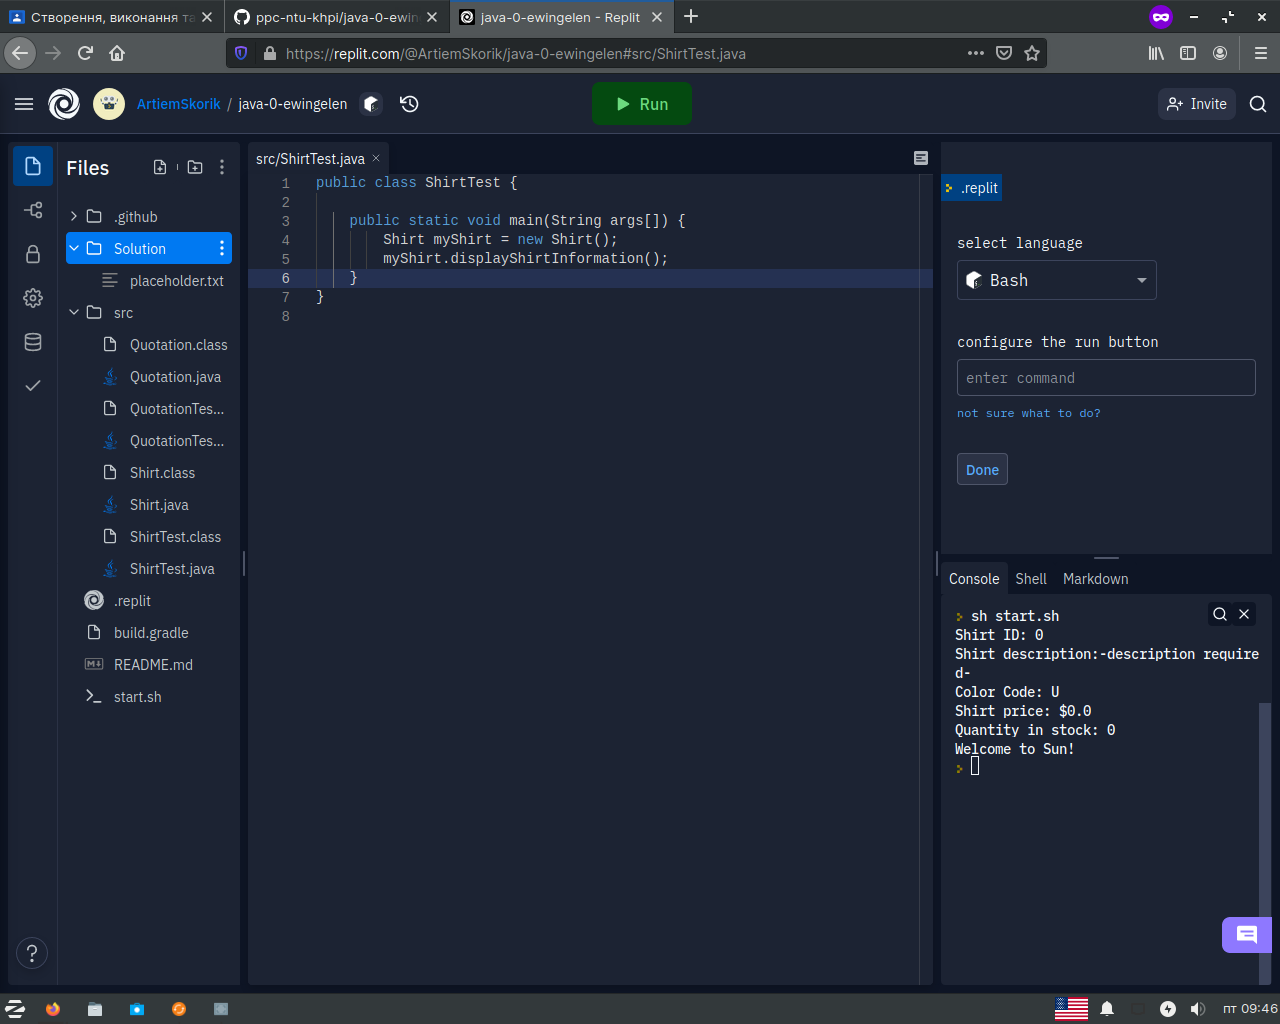 Створення, виконання та
ppc-ntu-khpi/java-0-ewin
java-0-ewingelen - Replit
https://replit.com/@ArtiemSkorik/java-0-ewingelen#src/ShirtTest.java
ArtiemSkorik / java-0-ewingelen
Run
Invite
Files
.github
Solution
placeholder.txt
src
Quotation.class
Quotation.java
QuotationTes...
QuotationTes...
Shirt.class
Shirt.java
ShirtTest.class
ShirtTest.java
.replit
build.gradle
README.md
start.sh
src/ShirtTest.java
1 public class ShirtTest {
2
3 public static void main(String args[]) {
4 Shirt myShirt = new Shirt();
5 myShirt.displayShirtInformation();
6 }
7 }
8
.replit
select language
Bash
configure the run button
enter command
not sure what to do?
Done
Console Shell Markdown
sh start.sh
Shirt ID: 0
Shirt description:-description require
d-
Color Code: U
Shirt price: $0.0
Quantity in stock: 0
Welcome to Sun!
?
пт 09:46